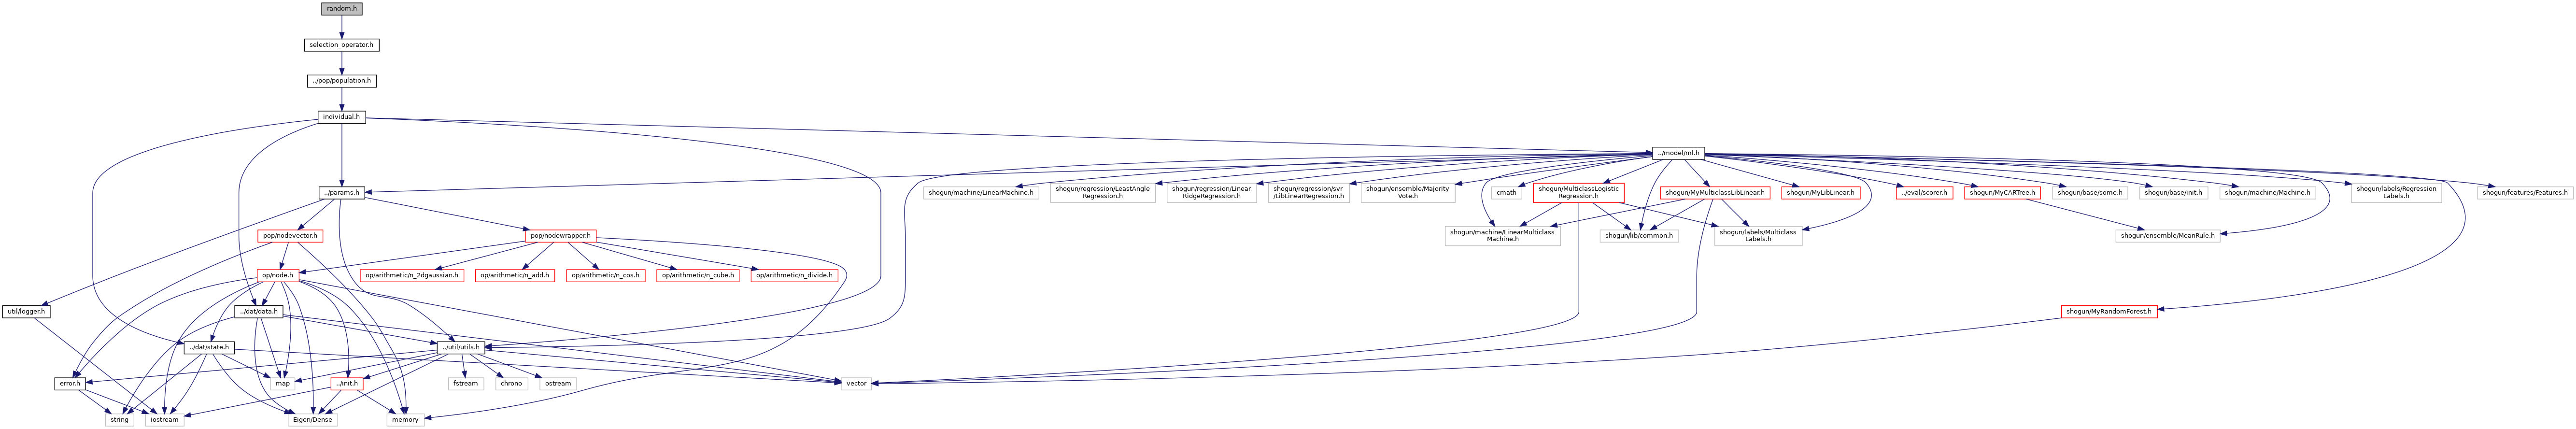 random.h
selection_operator.h
../pop/population.h
individual.h
../model/ml.h
../params.h
shogun/machine/LinearMachine.h
shogun/regression/LeastAngle
Regression.h
shogun/regression/Linear
RidgeRegression.h
shogun/regression/svr
/LibLinearRegression.h
shogun/ensemble/Majority
Vote.h
cmath
shogun/MulticlassLogistic
Regression.h
shogun/MyMulticlassLibLinear.h
shogun/MyLibLinear.h
../eval/scorer.h
shogun/MyCARTree.h
shogun/base/some.h
shogun/base/init.h
shogun/machine/Machine.h
shogun/labels/Regression
Labels.h
shogun/features/Features.h
pop/nodevector.h
pop/nodewrapper.h
shogun/machine/LinearMulticlass
Machine.h
shogun/lib/common.h
shogun/labels/Multiclass
Labels.h
shogun/ensemble/MeanRule.h
op/node.h
op/arithmetic/n_2dgaussian.h
op/arithmetic/n_add.h
op/arithmetic/n_cos.h
op/arithmetic/n_cube.h
op/arithmetic/n_divide.h
util/logger.h
../dat/data.h
shogun/MyRandomForest.h
../dat/state.h
../util/utils.h
error.h
map
../init.h
fstream
chrono
ostream
vector
string
iostream
Eigen/Dense
memory